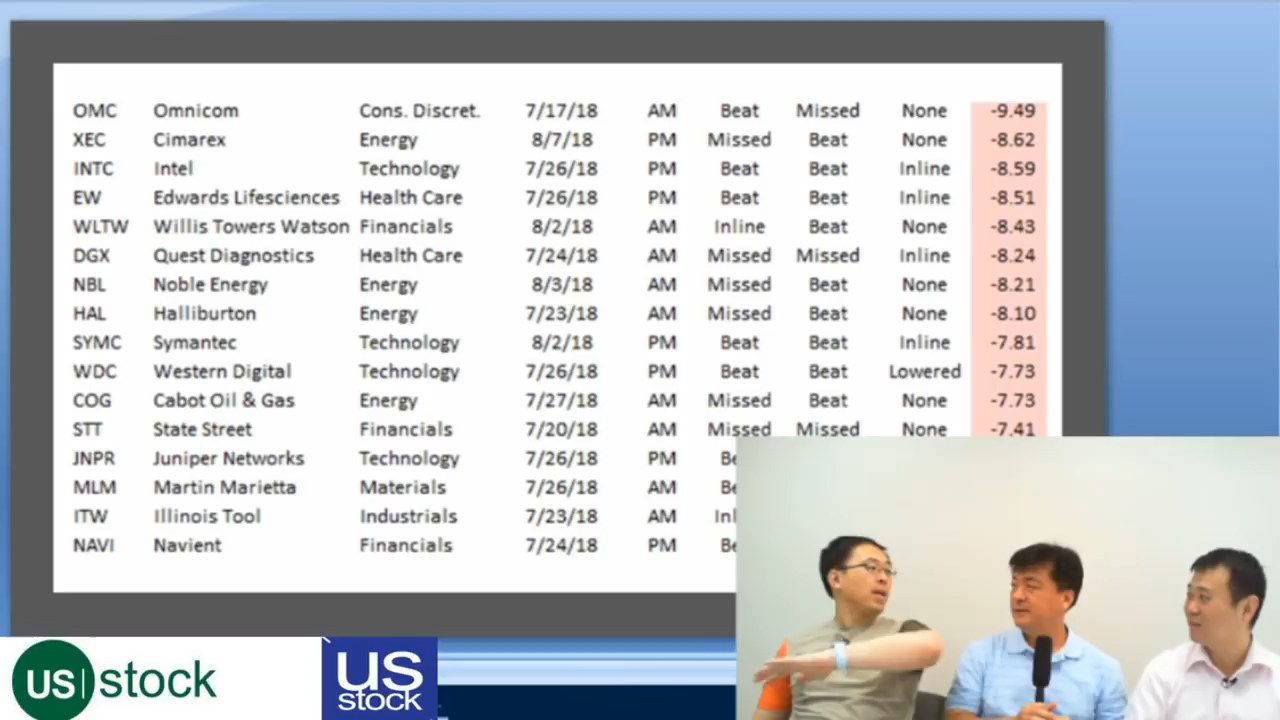 OMC Omnicom Cons. Discret. 7/17/18 AM Beat Missed None -9.49
XEC Cimarex Energy 8/7/18 PM Missed Beat None -8.62
INTC Intel Technology 7/26/18 PM Beat Beat Inline -8.59
EW Edwards Lifesciences Health Care 7/26/18 PM Beat Beat Inline -8.51
WLTW Willis Towers Watson Financials 8/2/18 AM Inline Beat None -8.43
DGX Quest Diagnostics Health Care 7/24/18 AM Missed Missed Inline -8.24
NBL Noble Energy Energy 8/3/18 AM Missed Beat None -8.21
HAL Halliburton Energy 7/23/18 AM Missed Beat None -8.10
SYMC Symantec Technology 8/2/18 PM Beat Beat Inline -7.81
WDC Western Digital Technology 7/26/18 PM Beat Beat Lowered -7.73
COG Cabot Oil & Gas Energy 7/27/18 AM Missed Beat None -7.73
STT State Street Financials 7/20/18 AM Missed Missed None -7.41
JNPR Juniper Networks Technology 7/26/18 PM
MLM Martin Marietta Materials 7/26/18 AM
ITW Illinois Tool Industrials 7/23/18 AM
NAVI Navient Financials 7/24/18 PM
US stock
US
stock